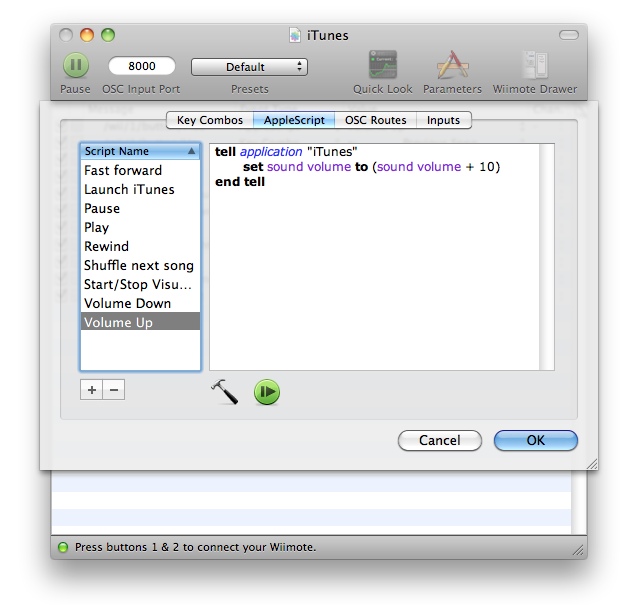 iTunes
8000
Default
Pause
OSC Input Port
Presets
Quick Look
Parameters
Wiimote Drawer
Key Combos
AppleScript
OSC Routes
Inputs
Script Name
Fast forward
Launch iTunes
Pause
Play
Rewind
Shuffle next song
Start/Stop Visu...
Volume Down
Volume Up
tell application "iTunes"
set sound volume to (sound volume + 10)
end tell
Cancel
OK
Press buttons 1 & 2 to connect your Wiimote.